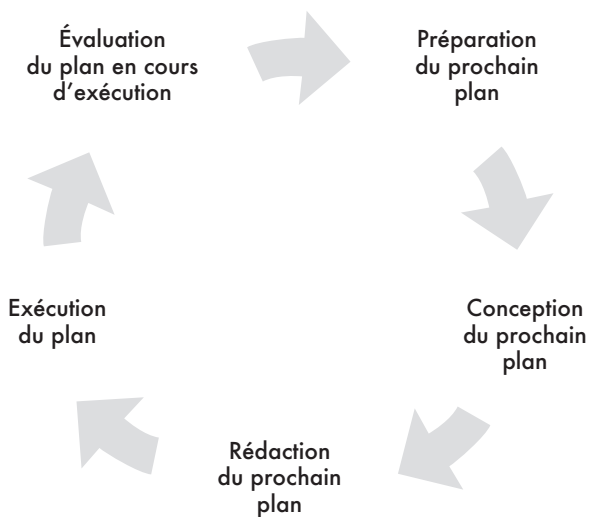 Évaluation
du plan en cours
d'exécution
Préparation
du prochain
plan
Conception
du prochain
plan
Rédaction
du prochain
plan
Exécution
du plan